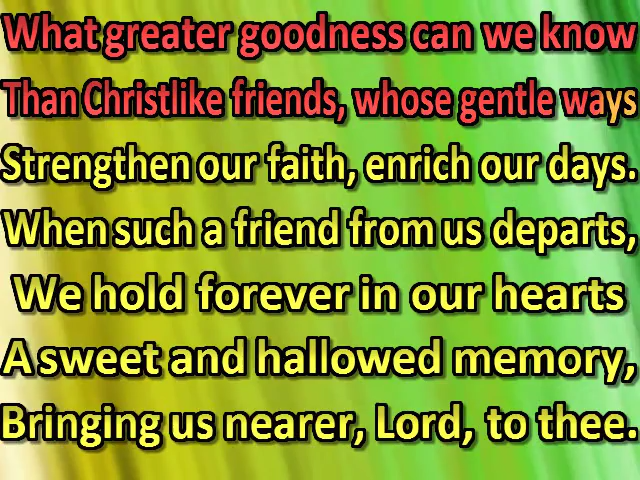 What greater goodness can we know
Than Christlike friends, whose gentle ways
Strengthen our faith, enrich our days.
When such a friend from us departs,
We hold forever in our hearts
A sweet and hallowed memory,
Bringing us nearer, Lord, to thee.